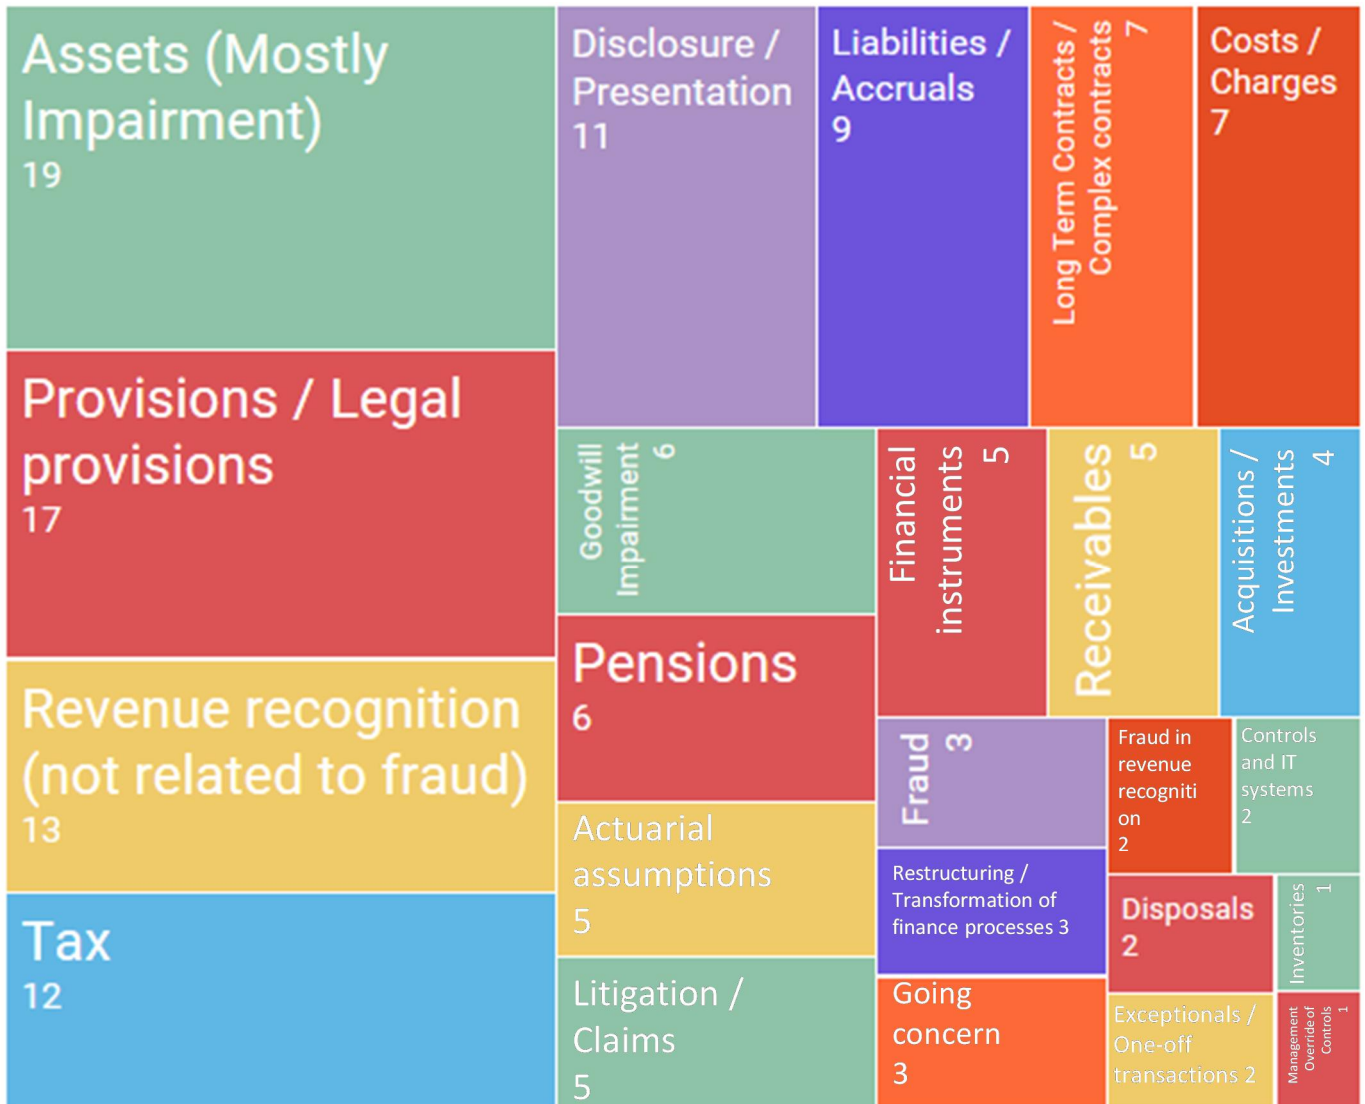 Assets (Mostly
Impairment)
19
Provisions / Legal
provisions
17
Revenue recognition
(not related to fraud)
13
Tax
12
Disclosure /
Presentation
11
Liabilities /
Accruals
9
Long Term Contracts /
Complex contracts
7
Costs /
Charges
7
Goodwill
Impairment
6
Pensions
6
Actuarial
assumptions
5
Litigation /
Claims
5
Financial
instruments
5
Receivables
5
Acquisitions /
Investments
4
Fraud
3
Restructuring /
Transformation of
finance processes 3
Going
concern
3
Fraud in
revenue
recogniti
on
2
Controls
and IT
systems
2
Disposals
2
Exceptionals /
One-off
transactions 2
Inventories
1
Management
Override of
Controls
1